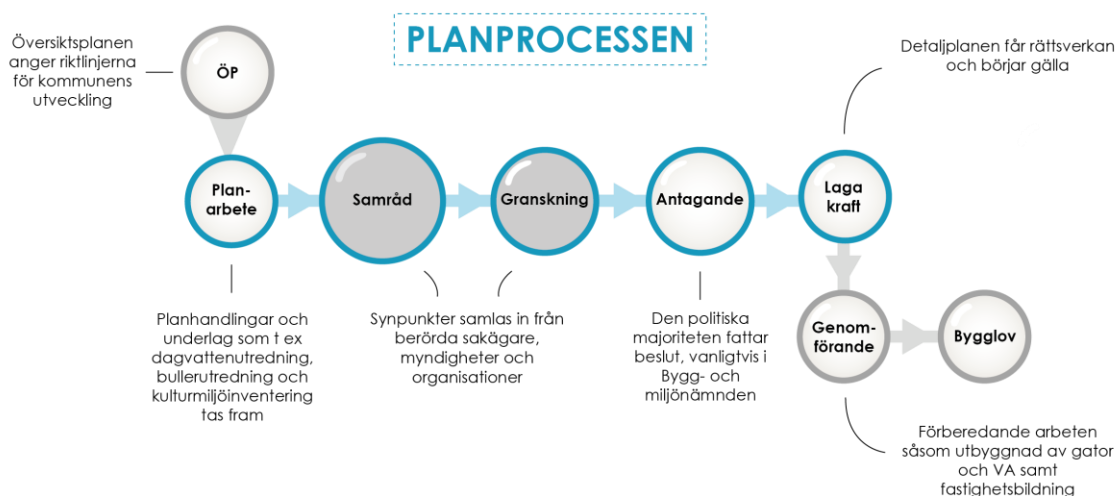 PLANPROCESSEN
Översiktsplanen
anger riktlinjerna
för kommunens
utveckling
ÖP
Detaljplanen får rättsverkan
och börjar gälla
Plan-
arbete
Samråd
Granskning
Antagande
Laga
kraft
Planhandlingar och
underlag som t ex
dagvattenutredning,
bullerutredning och
kulturmiljöinventering
tas fram
Synpunkter samlas in från
berörda sakägare,
myndigheter och
organisationer
Den politiska
majoriteten fattar
beslut, vanligtvis i
Bygg- och
miljönämnden
Genom-
förande
Bygglov
Förberedande arbeten
såsom utbyggnad av gator
och VA samt
fastighetsbildning